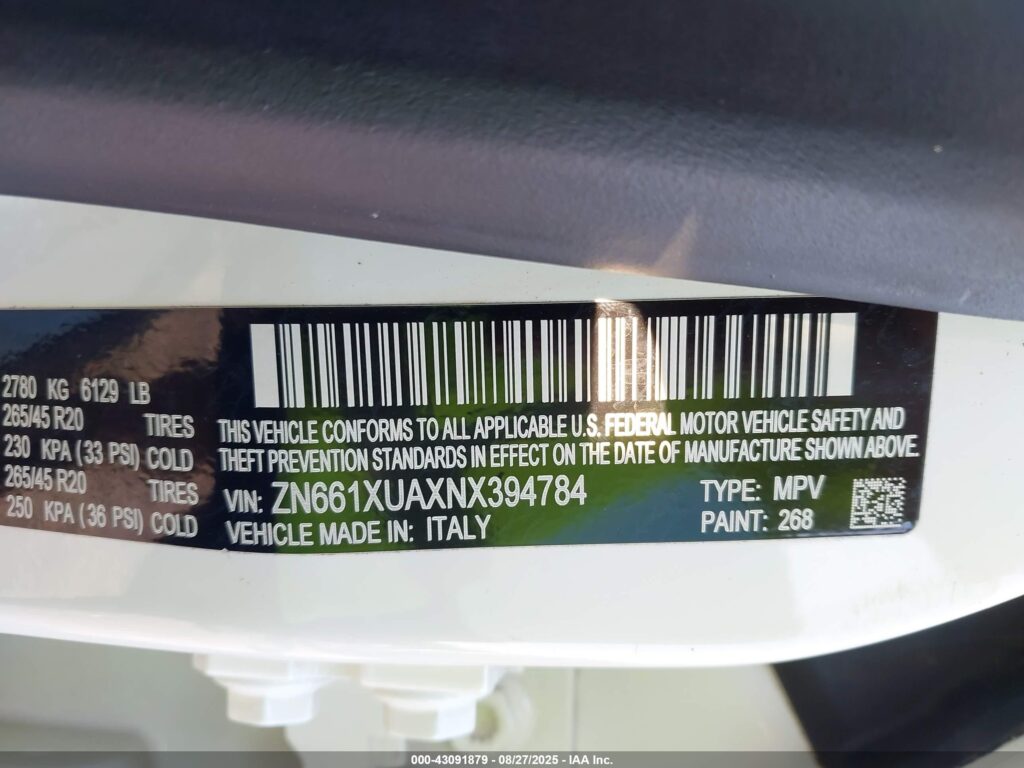 2780 KG 6129 LB
265/45 R20 TIRES
230 KPA (33 PSI) COLD
265/45 R20 TIRES
250 KPA (36 PSI) COLD
THIS VEHICLE CONFORMS TO ALL APPLICABLE U.S. FEDERAL MOTOR VEHICLE SAFETY AND
THEFT PREVENTION STANDARDS IN EFFECT ON THE DATE OF MANUFACTURE SHOWN ABOVE.
VIN: ZN661XUAXNX394784 TYPE: MPV
VEHICLE MADE IN: ITALY PAINT: 268
000-43091879 - 08/27/2025 - IAA Inc.